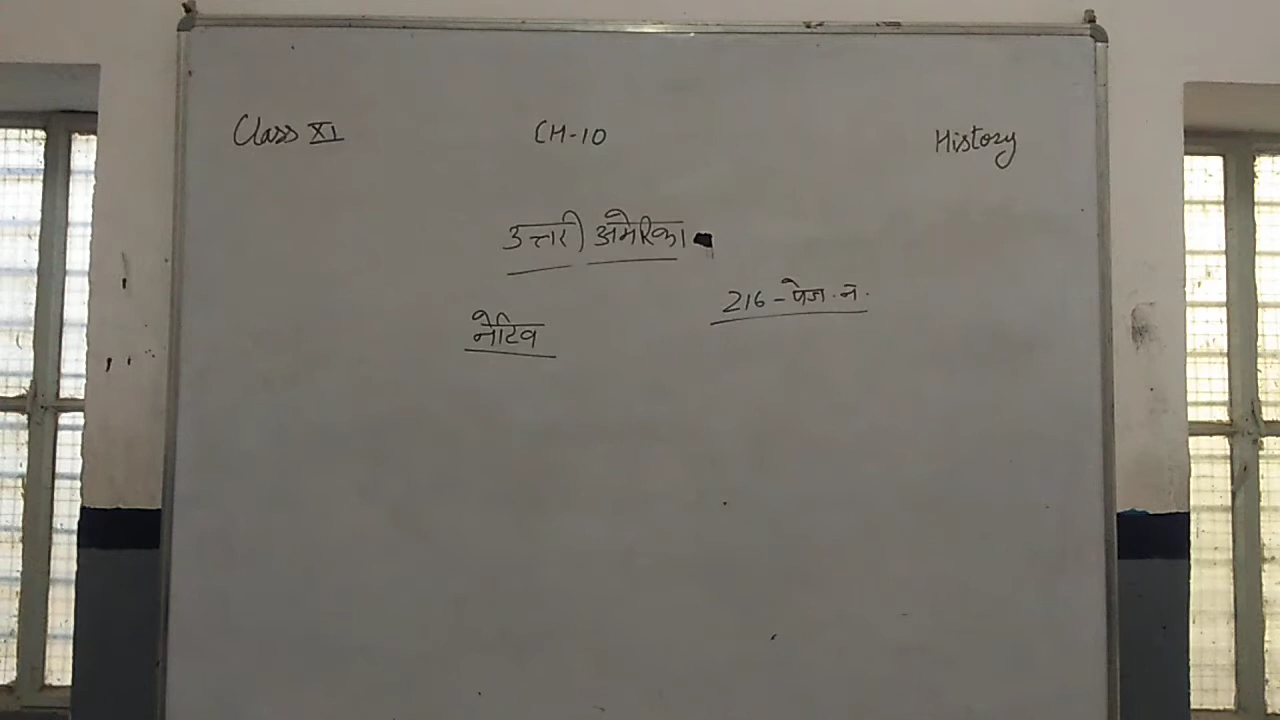 Class XI CH-10 History
उत्तरी अमेरिका
216 - पेज . न .
नेटिव